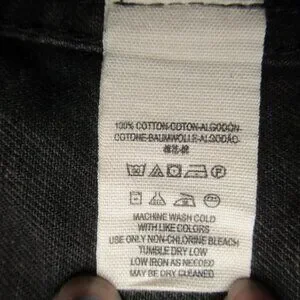 100% COTTON-COTON-ALGODÓN-
COTONE-BAUMWOLLE-ALGODÃO
MACHINE WASH COLD
WITH LIKE COLORS
USE ONLY NON-CHLORINE BLEACH
TUMBLE DRY LOW
LOW IRON AS NEEDED
MAY BE DRY CLEANED